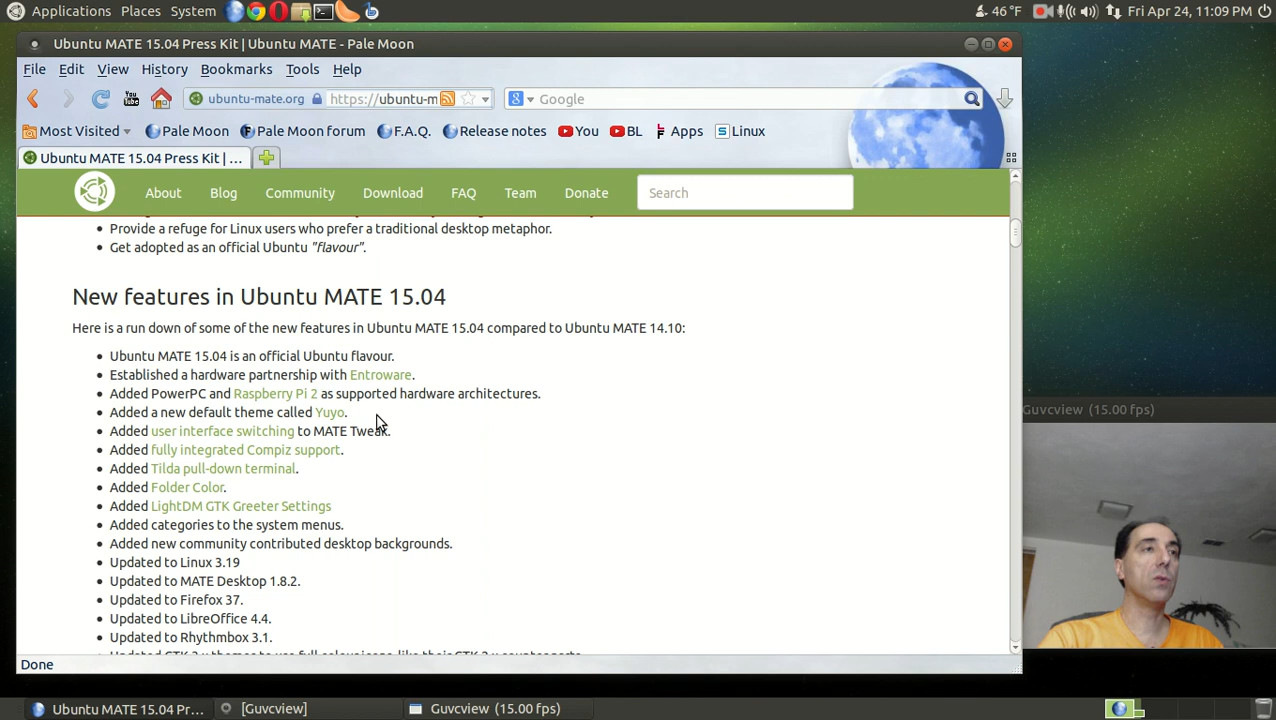 Applications Places System 46 °F Fri Apr 24, 11:09 PM
Ubuntu MATE 15.04 Press Kit | Ubuntu MATE - Pale Moon
File Edit View History Bookmarks Tools Help
You Tube ubuntu-mate.org https://ubuntu-m Google
Most Visited Pale Moon Pale Moon forum F.A.Q. Release notes You BL Apps Linux
Ubuntu MATE 15.04 Press Kit | ...
About Blog Community Download FAQ Team Donate Search
Provide a refuge for Linux users who prefer a traditional desktop metaphor.
Get adopted as an official Ubuntu "flavour".
New features in Ubuntu MATE 15.04
Here is a run down of some of the new features in Ubuntu MATE 15.04 compared to Ubuntu MATE 14.10:
Ubuntu MATE 15.04 is an official Ubuntu flavour.
Established a hardware partnership with Entroware.
Added PowerPC and Raspberry Pi 2 as supported hardware architectures.
Added a new default theme called Yuyo.
Guvcview (15.00 fps)
Added user interface switching to MATE Tweak.
Added fully integrated Compiz support.
Added Tilda pull-down terminal.
Added Folder Color.
Added LightDM GTK Greeter Settings
Added categories to the system menus.
Added new community contributed desktop backgrounds.
Updated to Linux 3.19
Updated to MATE Desktop 1.8.2.
Updated to Firefox 37.
Updated to LibreOffice 4.4.
Updated to Rhythmbox 3.1.
Done
Ubuntu MATE 15.04 Pr... [Guvcview] Guvcview (15.00 fps)